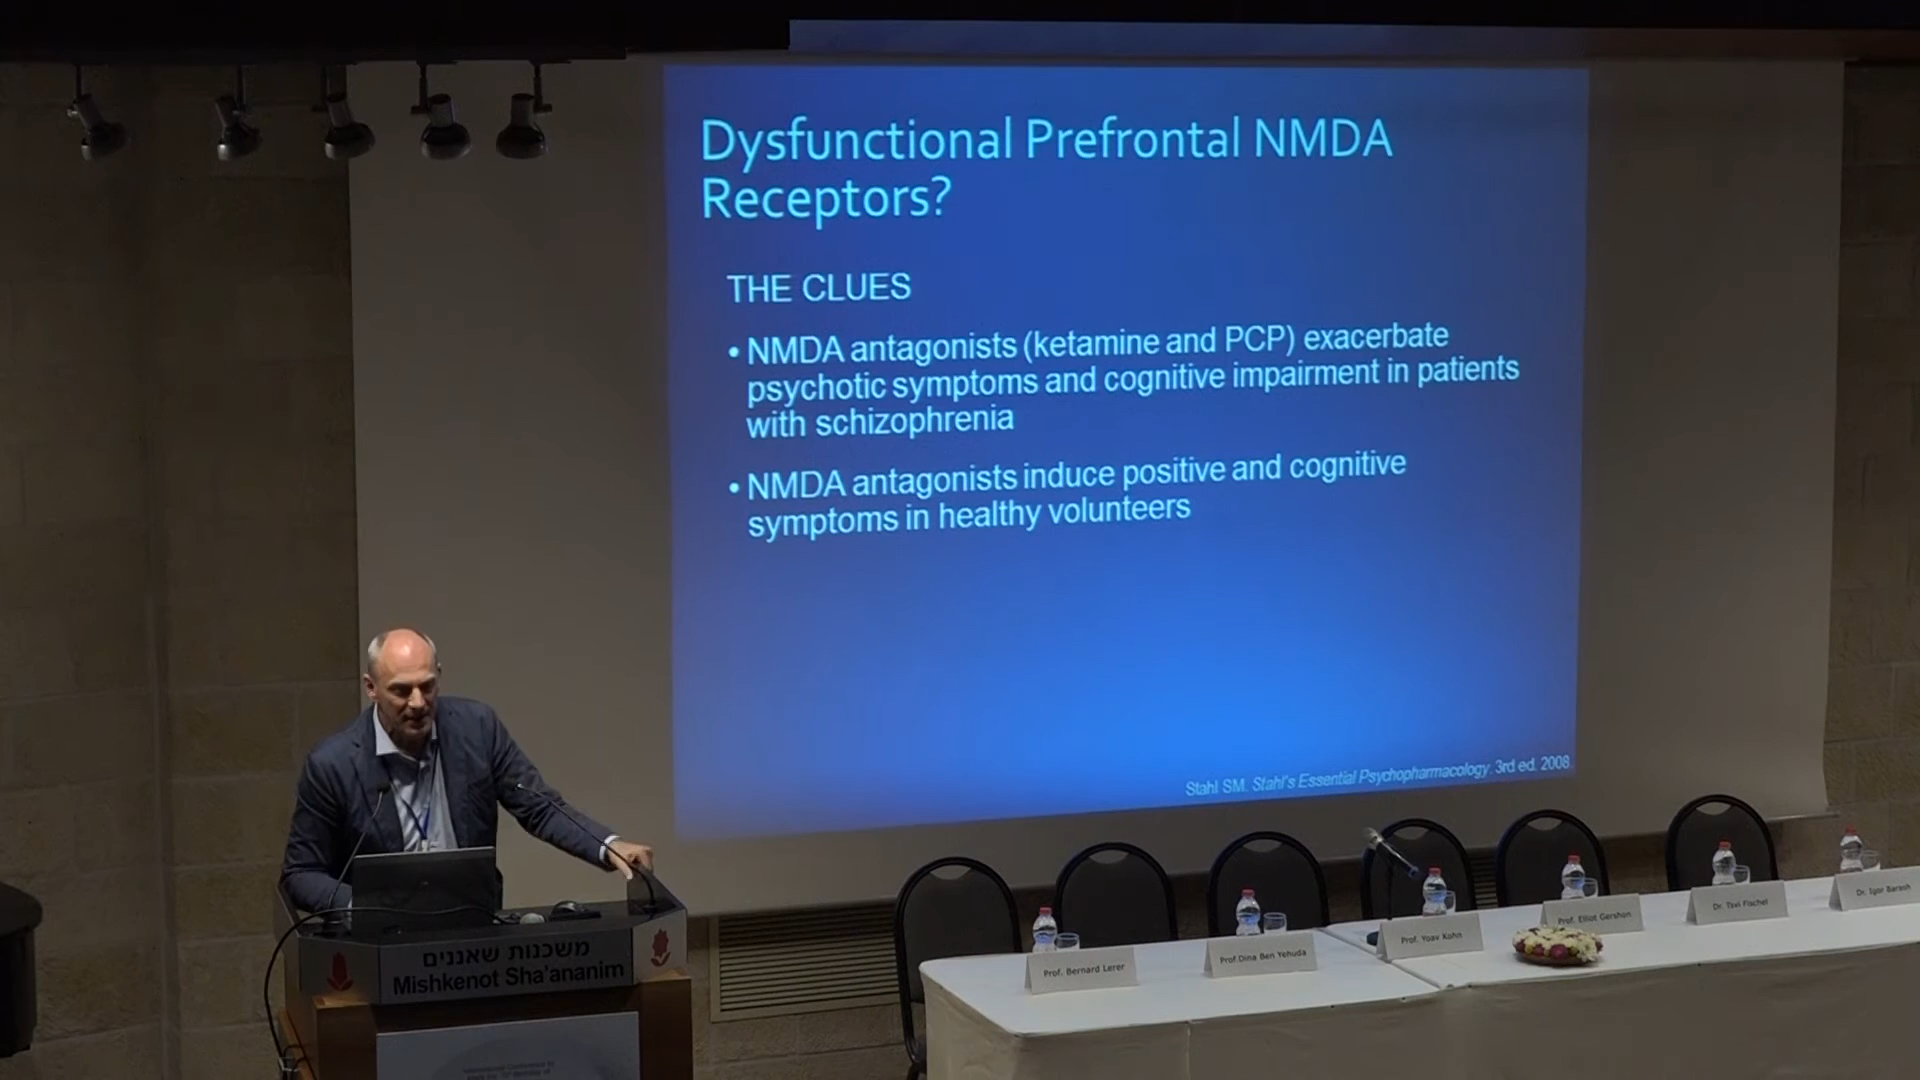 Dysfunctional Prefrontal NMDA
Receptors?
THE CLUES
• NMDA antagonists (ketamine and PCP) exacerbate
psychotic symptoms and cognitive impairment in patients
with schizophrenia
• NMDA antagonists induce positive and cognitive
symptoms in healthy volunteers
Stahl SM. Stahl's Essential Psychopharmacology. 3rd ed. 2008.
משכנות שאננים
Mishkenot Sha'ananim
Prof. Bernard Lerer
Prof.Dina Ben Yehuda
Prof. Yoav Kohn
Prof. Elliot Gershon
Dr. Tsvi Fischel
Dr. Igor Barash
International Conference to